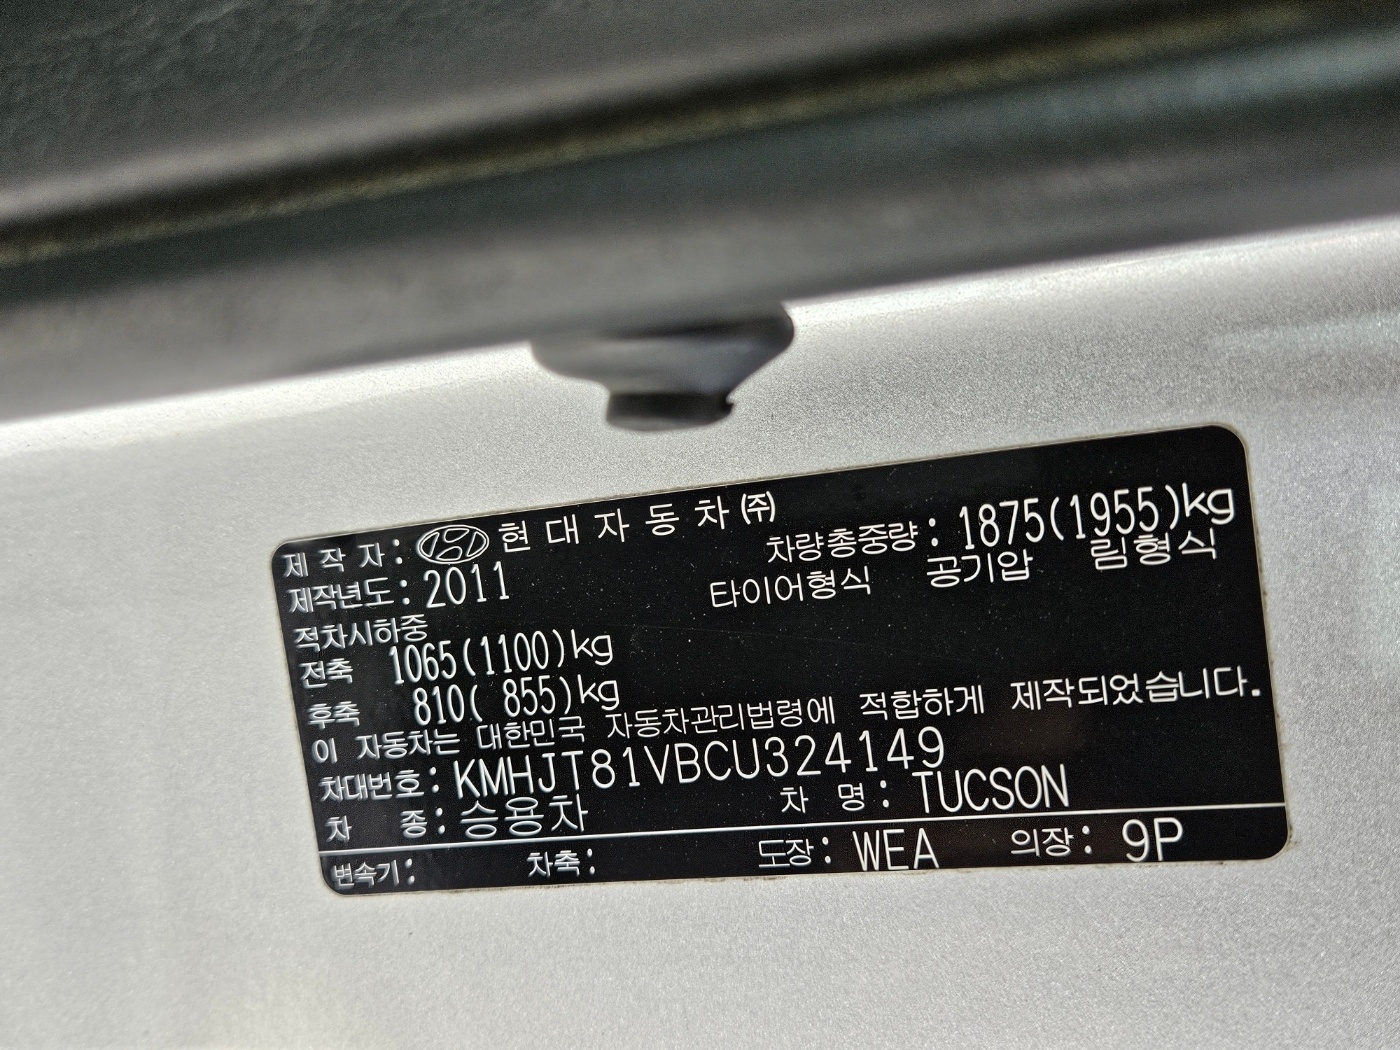 제 작 자 : 현 대 자 동 차 ㈜
차량총중량 : 1875(1955)kg
제작년도 : 2011
타이어형식 공기압 림형식
적차시하중
전축 1065(1100)kg
후축 810( 855)kg
이 자동차는 대한민국 자동차관리법령에 적합하게 제작되었습니다.
차대번호 : KMHJT81VBCU324149
차 종 : 승용차 차 명 : TUCSON
변속기 : 차축 : 도장 : WEA 의장 : 9P